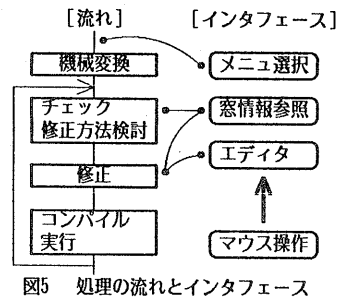 [流れ] [インタフェース]
機械変換
メニュ選択
チェック
修正方法検討
窓情報参照
エディタ
修正
コンパイル
実行
マウス操作
図5 処理の流れとインタフェース